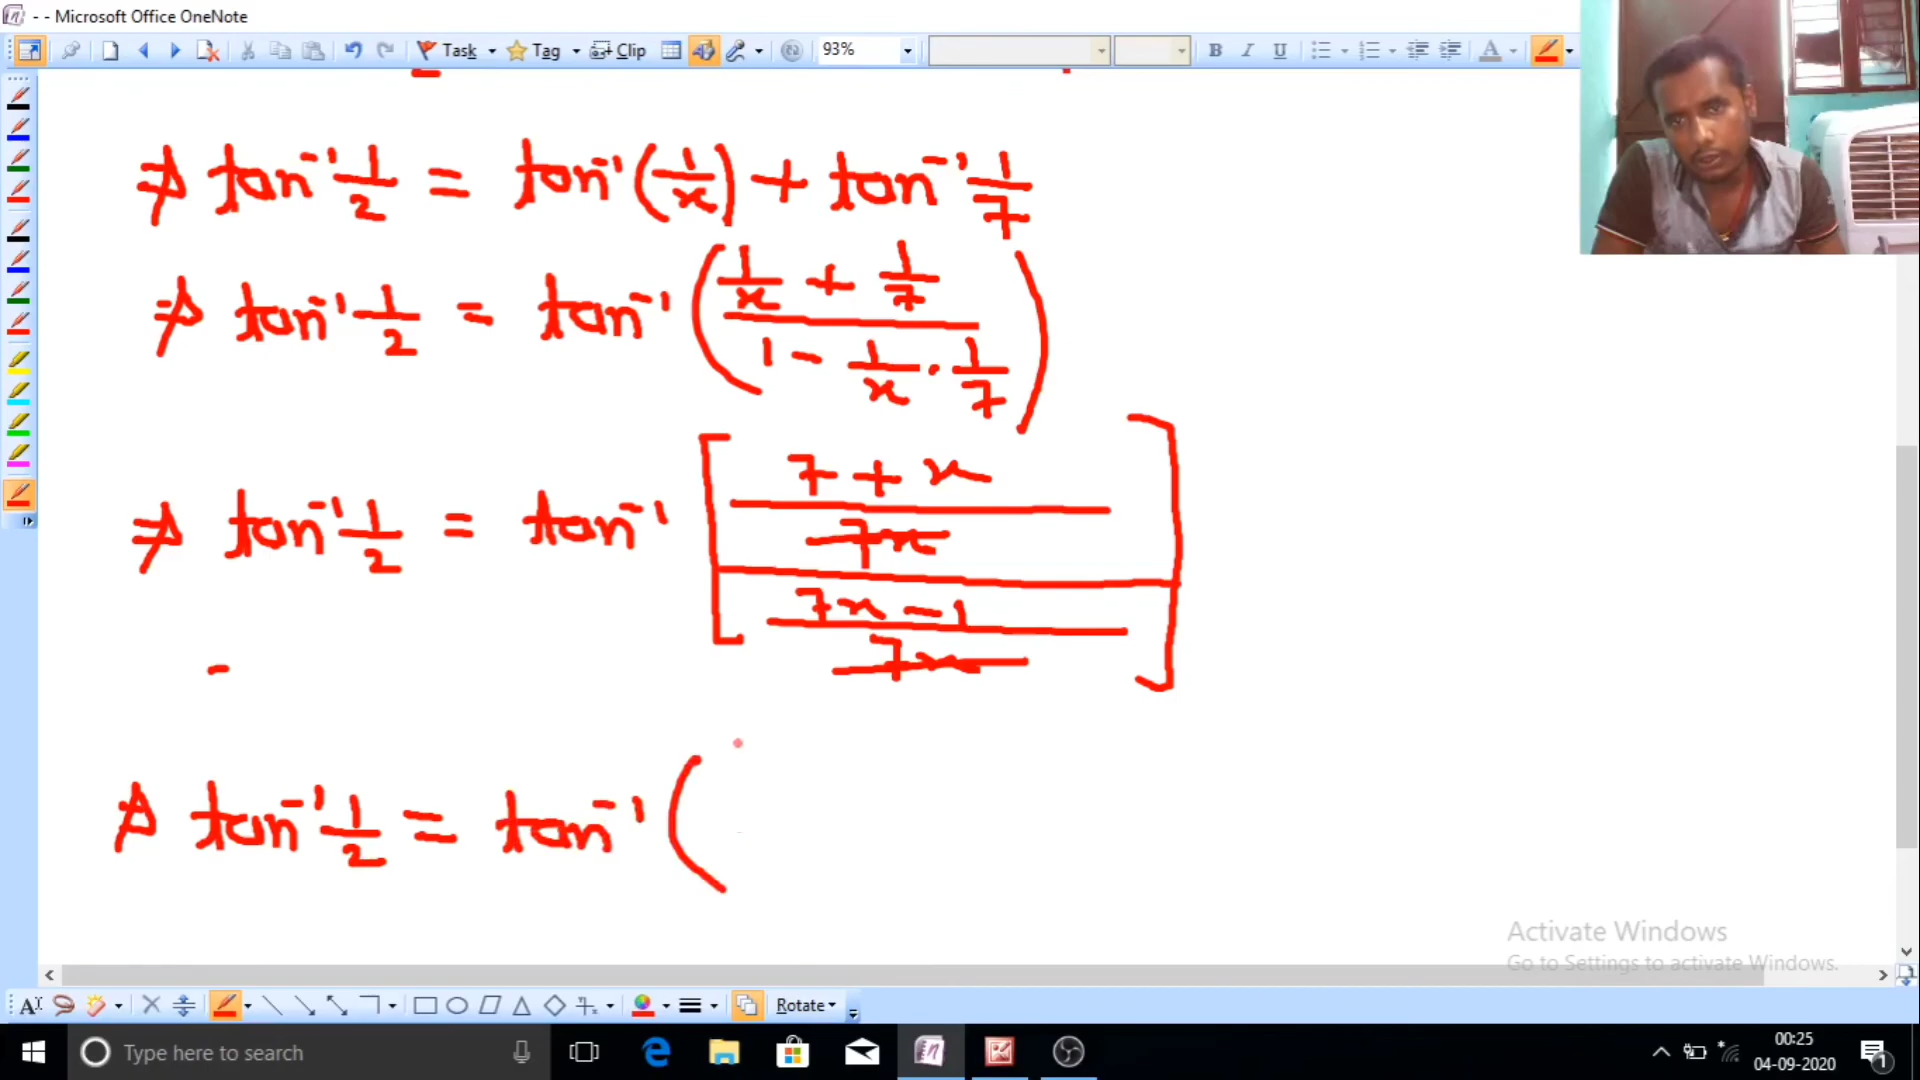 - - Microsoft Office OneNote
Task Tag Clip 93% B I U A
⇒ tan⁻¹ 1/2 = tan⁻¹ (1/x) + tan⁻¹ 1/7
⇒ tan⁻¹ 1/2 = tan⁻¹ ( (1/x + 1/7) / (1 - 1/x · 1/7) )
⇒ tan⁻¹ 1/2 = tan⁻¹ [ ((7 + x) / 7x) / ((7x - 1) / 7x) ]
-
⇒ tan⁻¹ 1/2 = tan⁻¹ (
Activate Windows
Go to Settings to activate Windows.
Rotate
Type here to search
00:25
04-09-2020
1